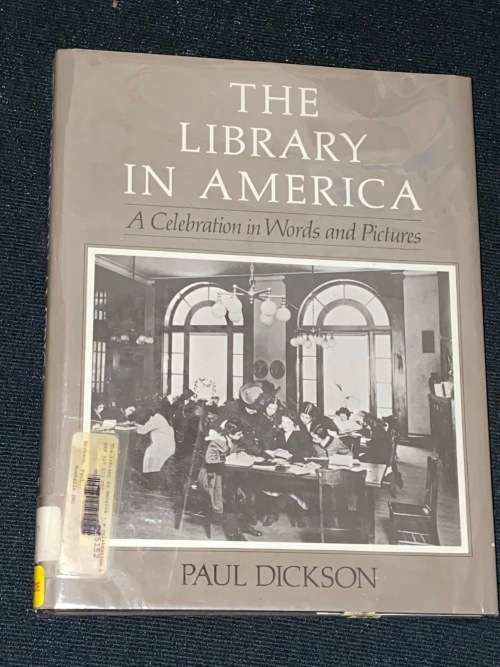 THE
LIBRARY
IN AMERICA
A Celebration in Words and Pictures
PAUL DICKSON